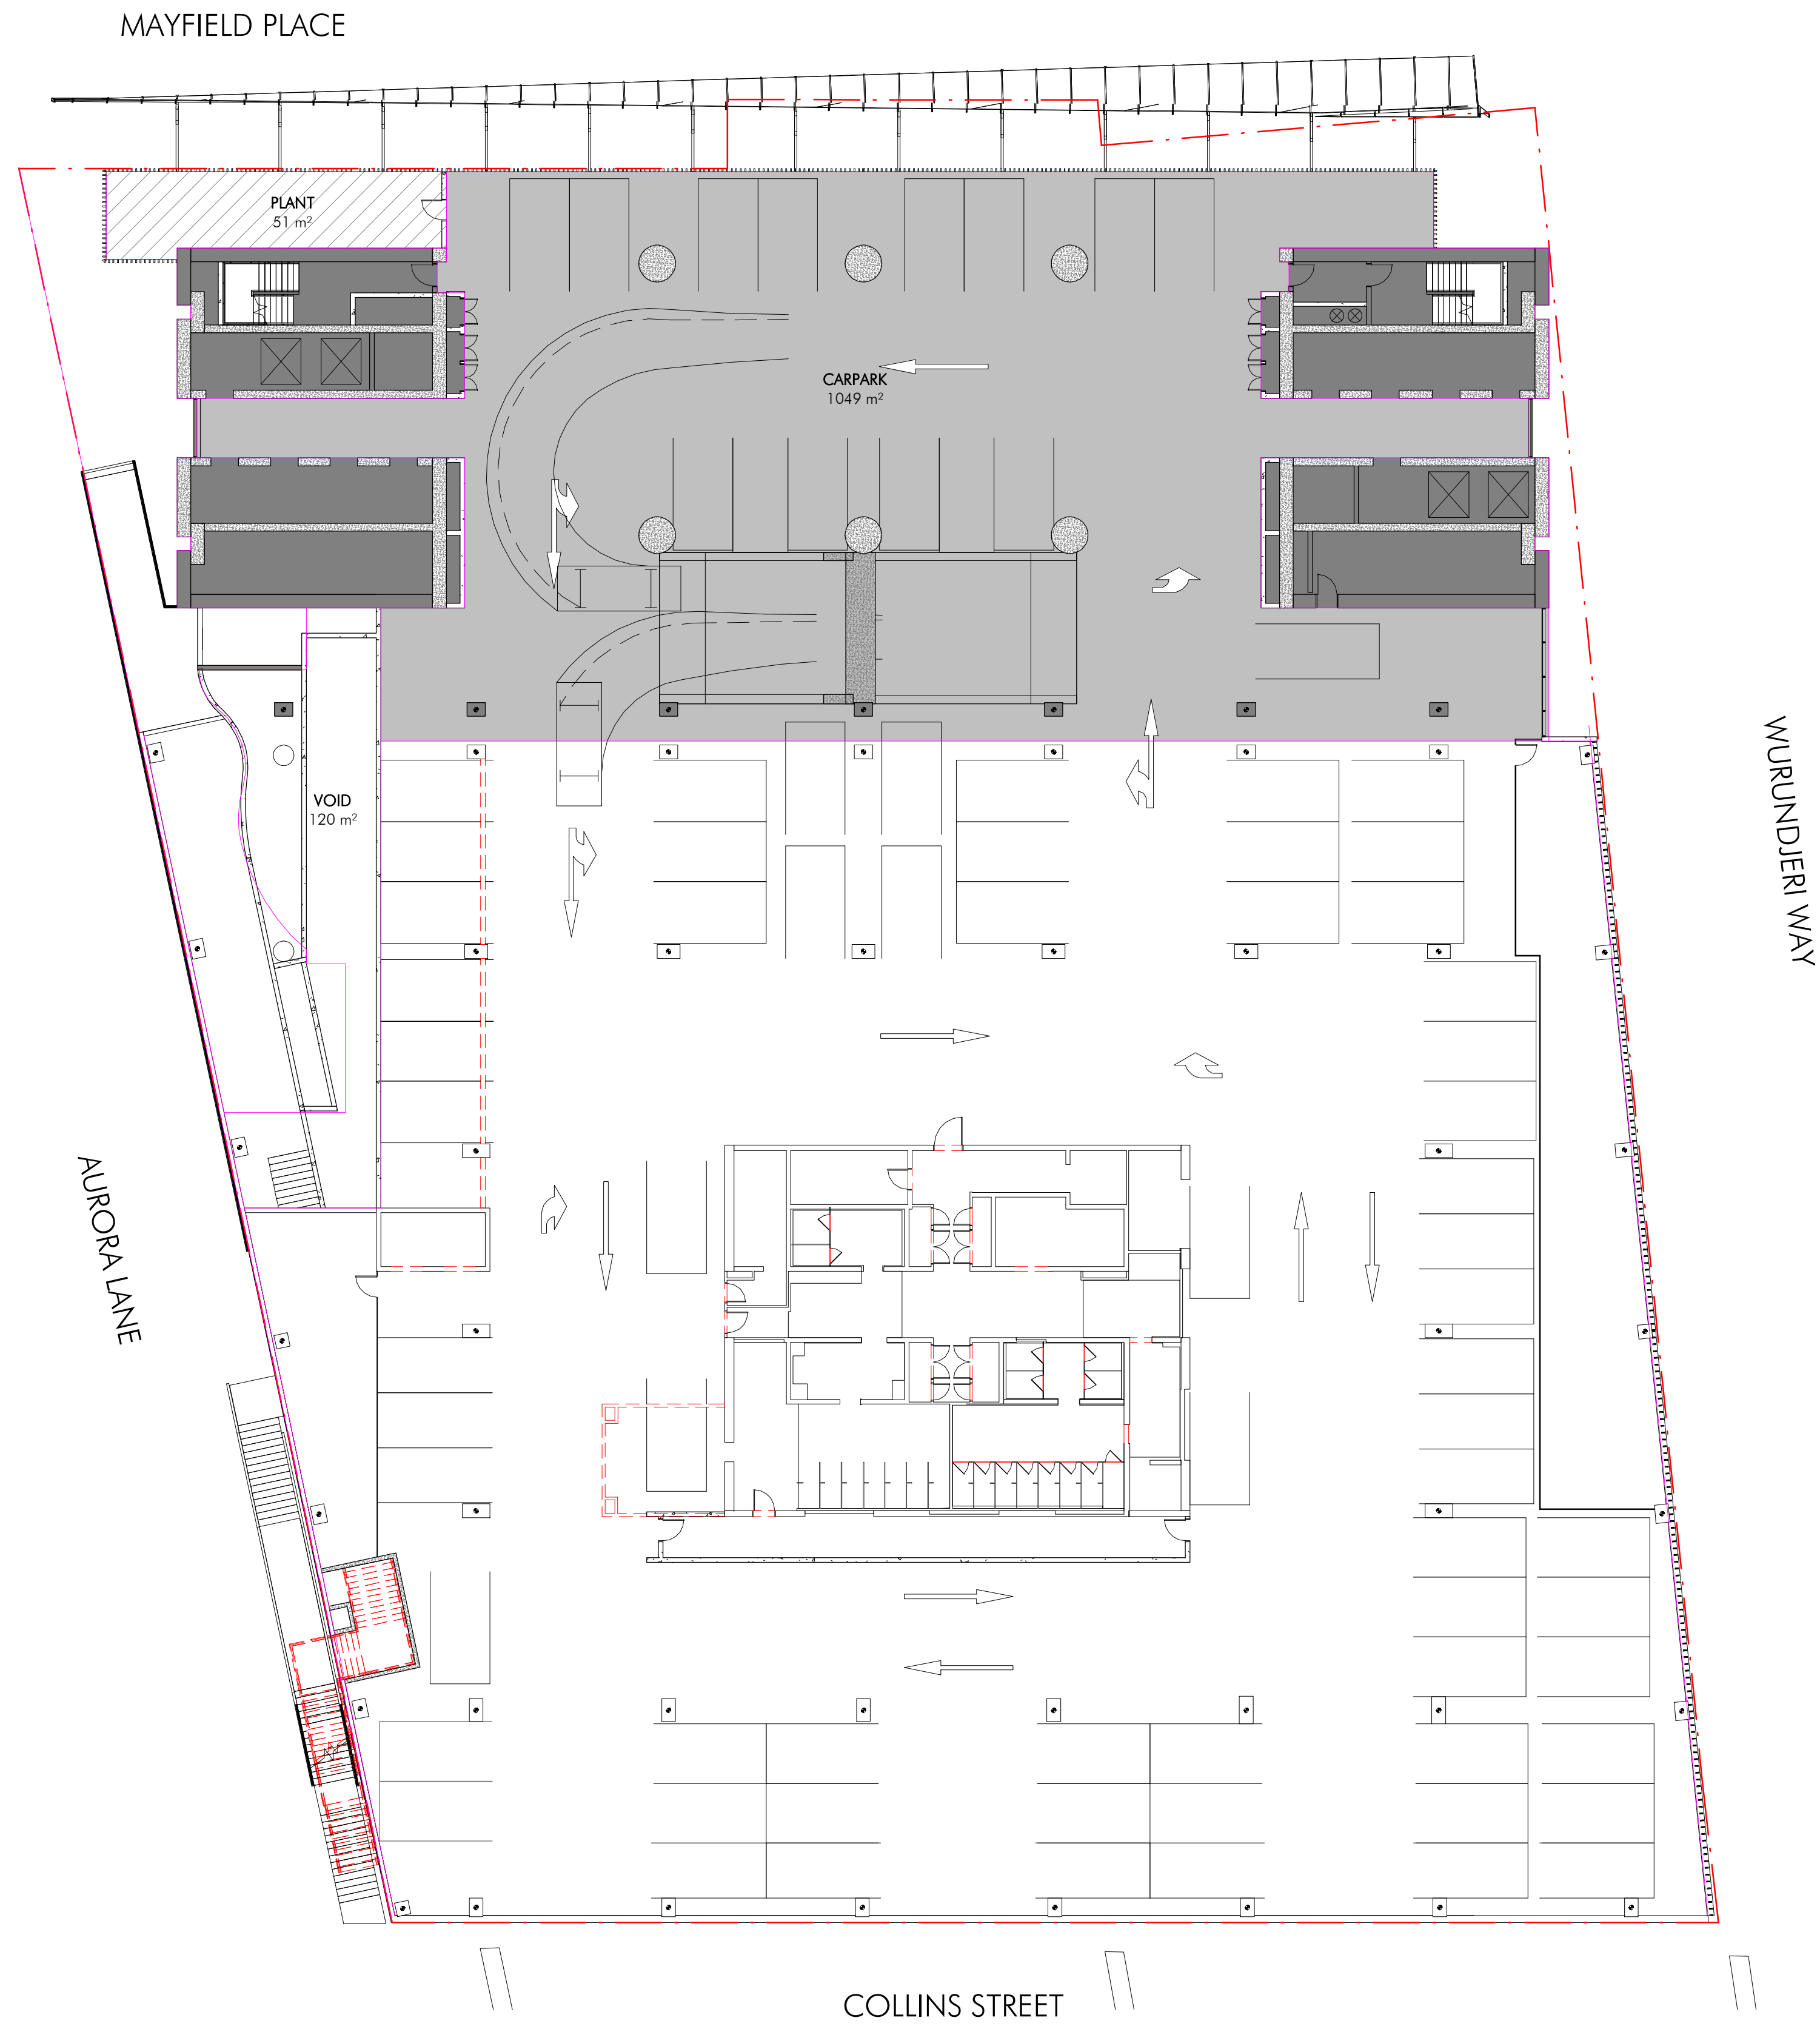 MAYFIELD PLACE
PLANT
51 m²
CARPARK
1049 m²
WURUNDJERI WAY
VOID
120 m²
AURORA LANE
COLLINS STREET